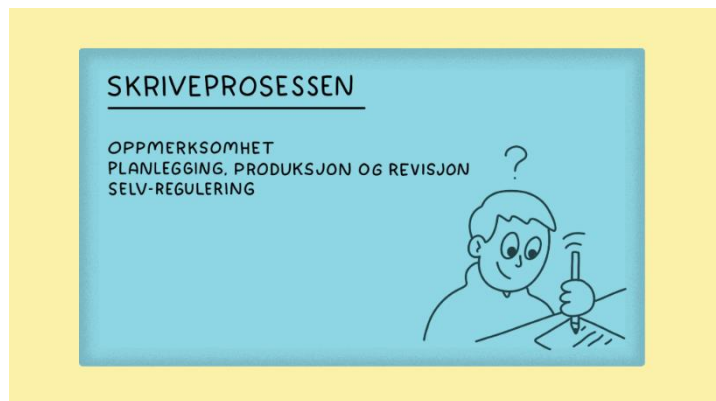 SKRIVEPROSESSEN
OPPMERKSOMHET
PLANLEGGING, PRODUKSJON OG REVISJON
SELV-REGULERING
?